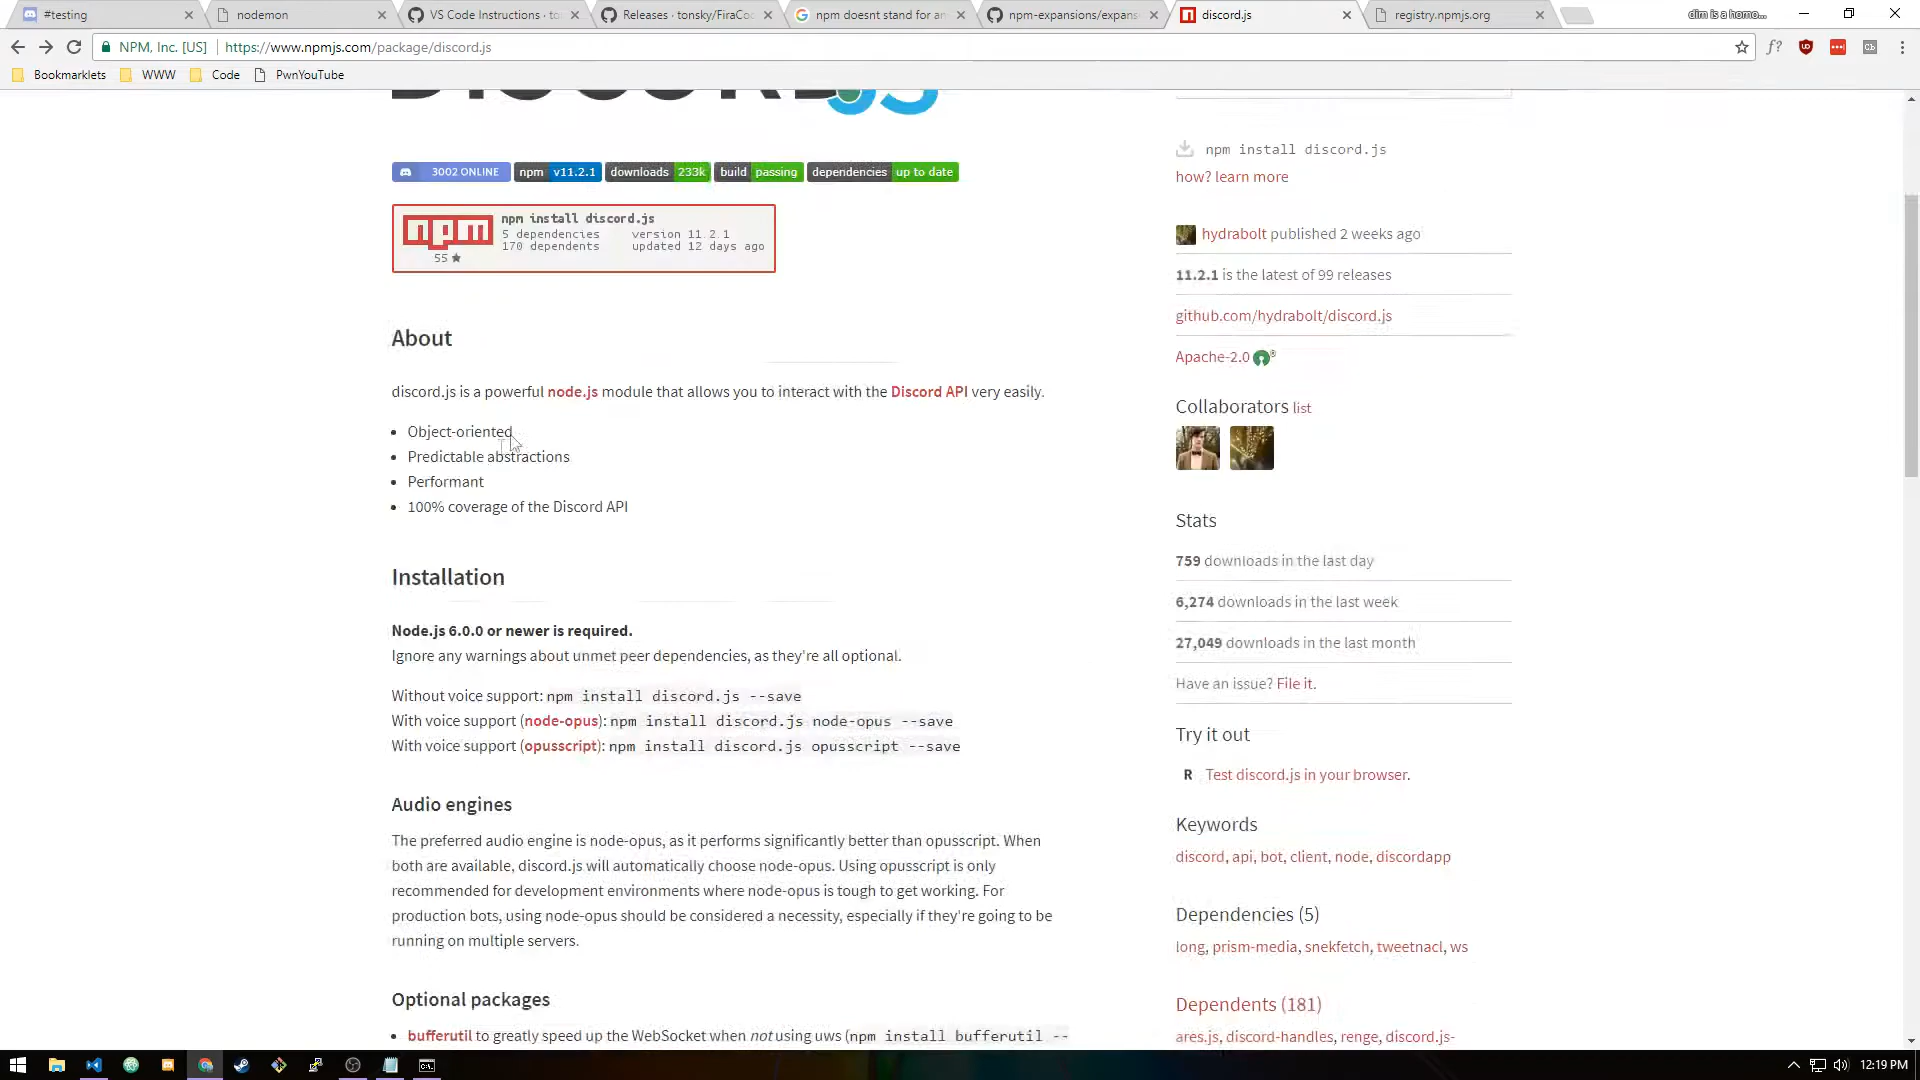 #testing
nodemon
VS Code Instructions · to
Releases · tonsky/FiraCo
npm doesnt stand for an
npm-expansions/expans
discord.js
registry.npmjs.org
dim is a homo...
NPM, Inc. [US]
https://www.npmjs.com/package/discord.js
Bookmarklets
WWW
Code
PwnYouTube
3002 ONLINE
npm v11.2.1
downloads 233k
build passing
dependencies up to date
npm install discord.js
5 dependencies version 11.2.1
170 dependents updated 12 days ago
npm
55 ★
About
discord.js is a powerful node.js module that allows you to interact with the Discord API very easily.
• Object-oriented
• Predictable abstractions
• Performant
• 100% coverage of the Discord API
Installation
Node.js 6.0.0 or newer is required.
Ignore any warnings about unmet peer dependencies, as they're all optional.
Without voice support: npm install discord.js --save
With voice support (node-opus): npm install discord.js node-opus --save
With voice support (opusscript): npm install discord.js opusscript --save
Audio engines
The preferred audio engine is node-opus, as it performs significantly better than opusscript. When
both are available, discord.js will automatically choose node-opus. Using opusscript is only
recommended for development environments where node-opus is tough to get working. For
production bots, using node-opus should be considered a necessity, especially if they're going to be
running on multiple servers.
Optional packages
• bufferutil to greatly speed up the WebSocket when not using uws (npm install bufferutil --
npm install discord.js
how? learn more
hydrabolt published 2 weeks ago
11.2.1 is the latest of 99 releases
github.com/hydrabolt/discord.js
Apache-2.0
Collaborators list
Stats
759 downloads in the last day
6,274 downloads in the last week
27,049 downloads in the last month
Have an issue? File it.
Try it out
R Test discord.js in your browser.
Keywords
discord, api, bot, client, node, discordapp
Dependencies (5)
long, prism-media, snekfetch, tweetnacl, ws
Dependents (181)
ares.js, discord-handles, renge, discord.js-
12:19 PM